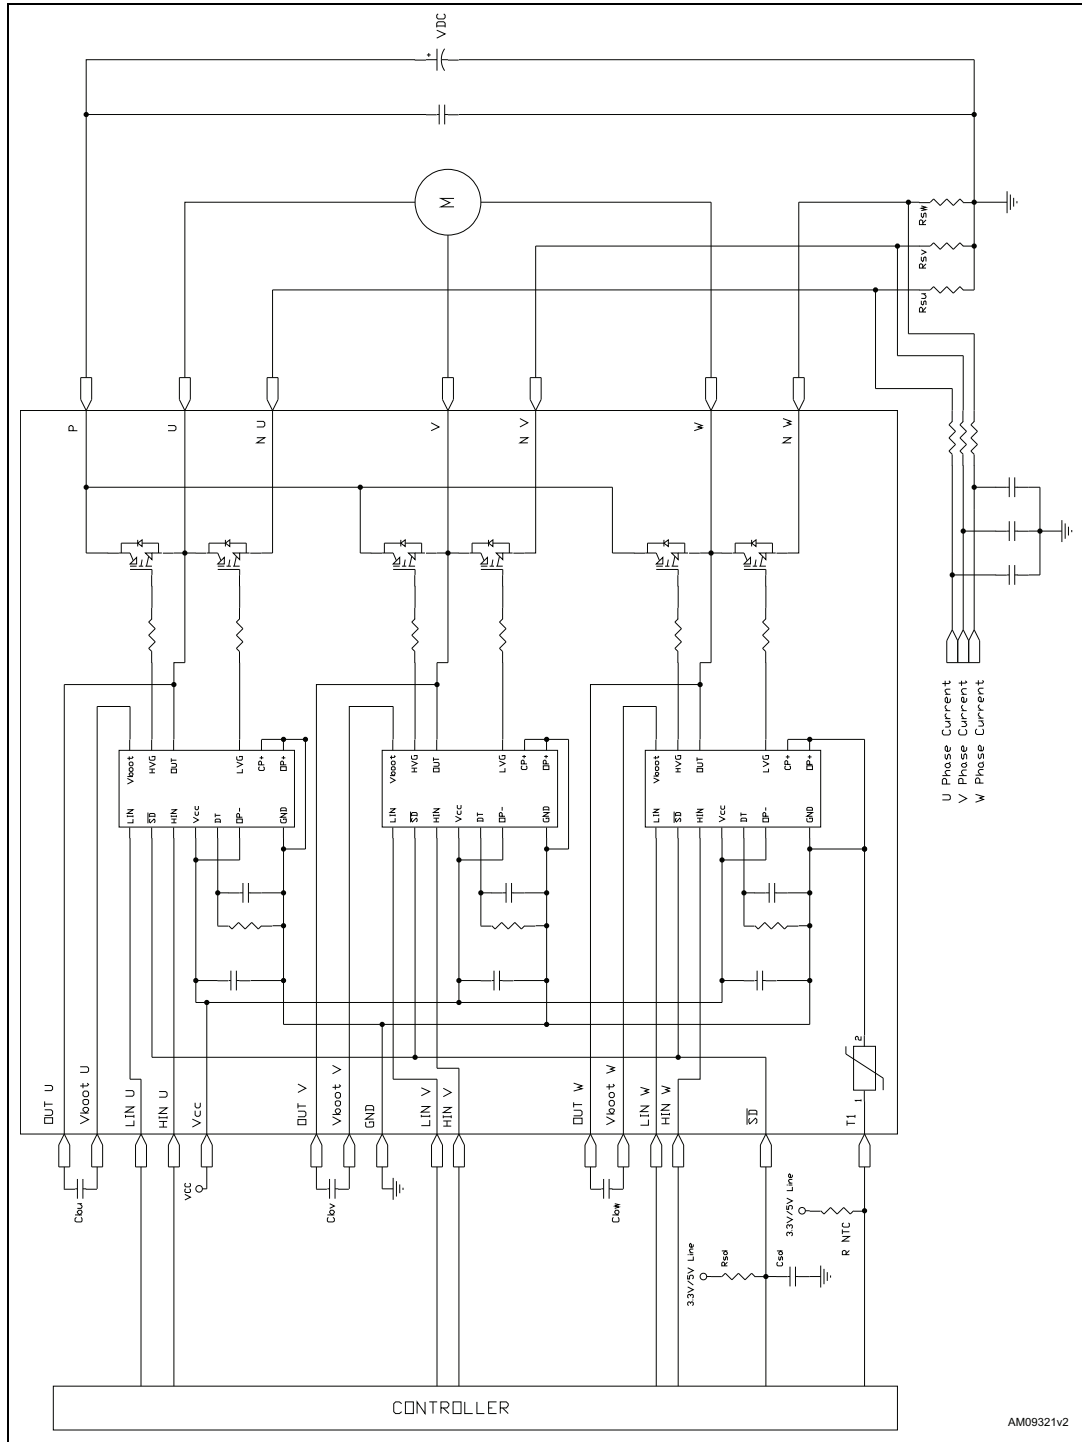 VDC
+
M
Rsw
Rsv
Rsu
P
U
N U
V
N V
W
N W
U Phase Current
V Phase Current
W Phase Current
Vboot
HVG
OUT
LVG
CP+
OP+
LIN
SD
HIN
Vcc
DT
OP-
GND
Vboot
HVG
OUT
LVG
CP+
OP+
LIN
SD
HIN
Vcc
DT
OP-
GND
Vboot
HVG
OUT
LVG
CP+
OP+
LIN
SD
HIN
Vcc
DT
OP-
GND
2
1
OUT U
Vboot U
LIN U
HIN U
Vcc
OUT V
Vboot V
GND
LIN V
HIN V
OUT W
Vboot W
LIN W
HIN W
SD
T1
Cbu
VCC
Cbv
Cbw
3.3V/5V Line
Rsd
Csd
3.3V/5V Line
R NTC
CONTROLLER
AM09321v2